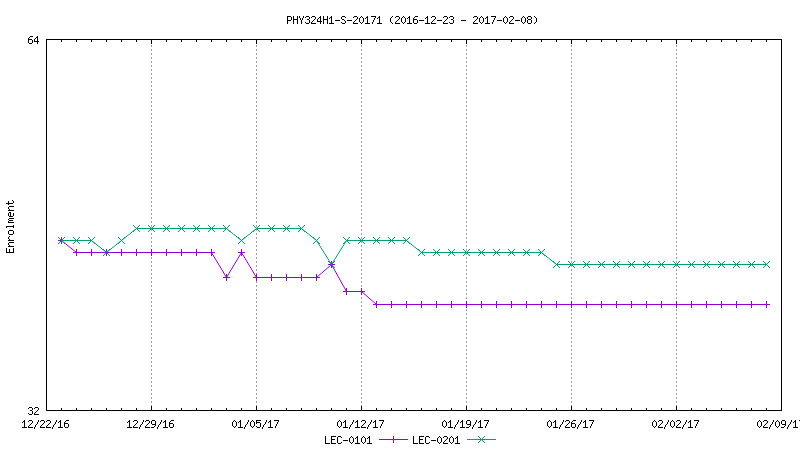 PHY324H1-S-20171 (2016-12-23 - 2017-02-08)
64
Enrolment
32
12/22/16 12/29/16 01/05/17 01/12/17 01/19/17 01/26/17 02/02/17 02/09/17
LEC-0101 LEC-0201